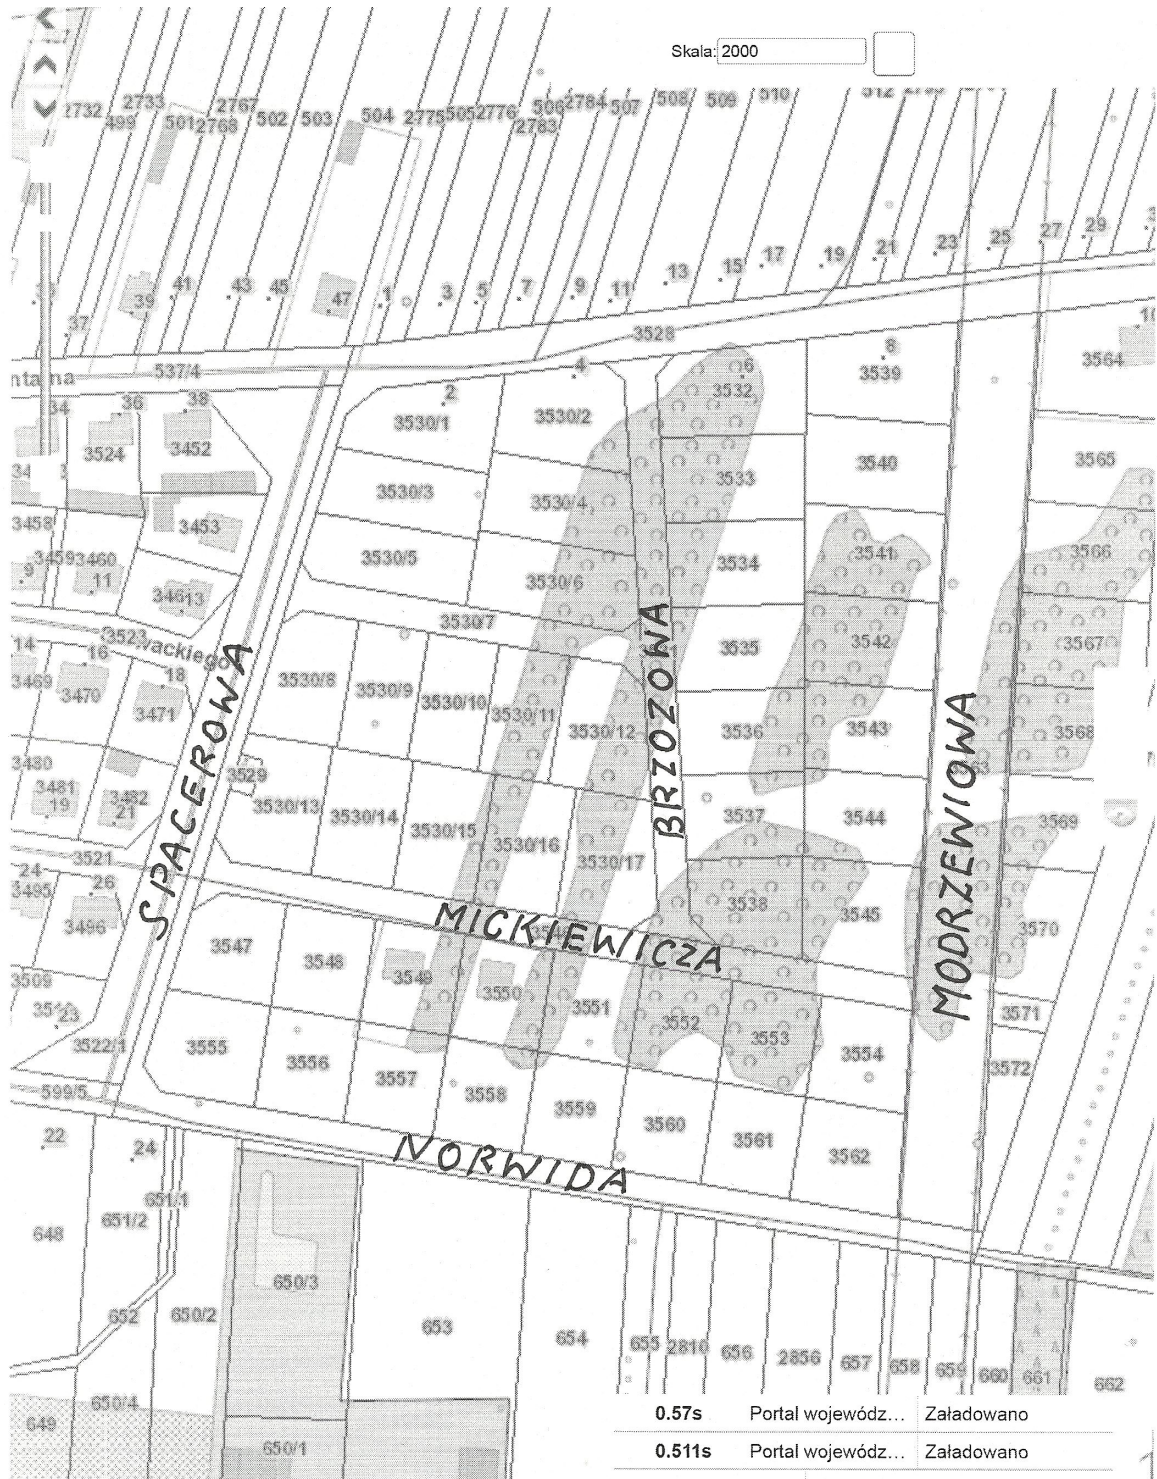 Skala: 2000
2732 2733 499 501 2767 2768 502 503 504 2775 505 2776 2783 506 2784 507 508 509 510
37 39 41 43 45 47 1 3 5 7 9 11 13 15 17 19 21 23 25 27 29
3528
537/4
34 36 38 2 4 6 8
3539 3564
3524 3452 3530/1 3530/2 3532
3540 3565
3530/3 3530/4 3533
3458 3453
3459 3460 3530/5 3530/6 3534 3541 3566
9 11 13
3523 3530/7 3535 3542 3567
14 16 18
3469 3470 3471 3530/8 3530/9 3530/10 3530/11 3530/12 3536 3543 3568
SPACEROWA
BRZOZOWA
MODRZEWIOWA
3480 3529
3481 3482 3530/13 3530/14 3530/15 3530/16 3530/17 3537 3544 3569
19 21
3521
24 26
3495 3496 3538 3545 3570
MICKIEWICZA
3547 3548 3549 3550 3551 3552 3553 3554 3571
3509
23
3522/1 3555 3556 3557 3558 3559 3560 3561 3562 3572
599/5
NORWIDA
22 24
648 651/2 651/1
652 650/2 650/3 653 654 655 2810 656 2856 657 658 659 660 661 662
649 650/4 650/1
0.57s Portal wojewódz... Załadowano
0.511s Portal wojewódz... Załadowano